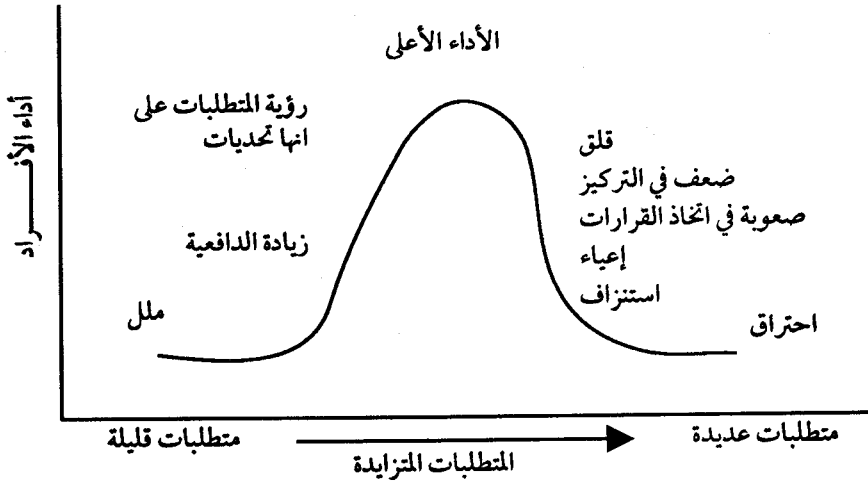 الأداء الأعلى
رؤية المتطلبات على
انها تحديات
زيادة الدافعية
ملل
قلق
ضعف في التركيز
صعوبة في اتخاذ القرارات
إعياء
استنزاف
احتراق
أداء الأفـــــراد
متطلبات قليلة
متطلبات عديدة
المتطلبات المتزايدة